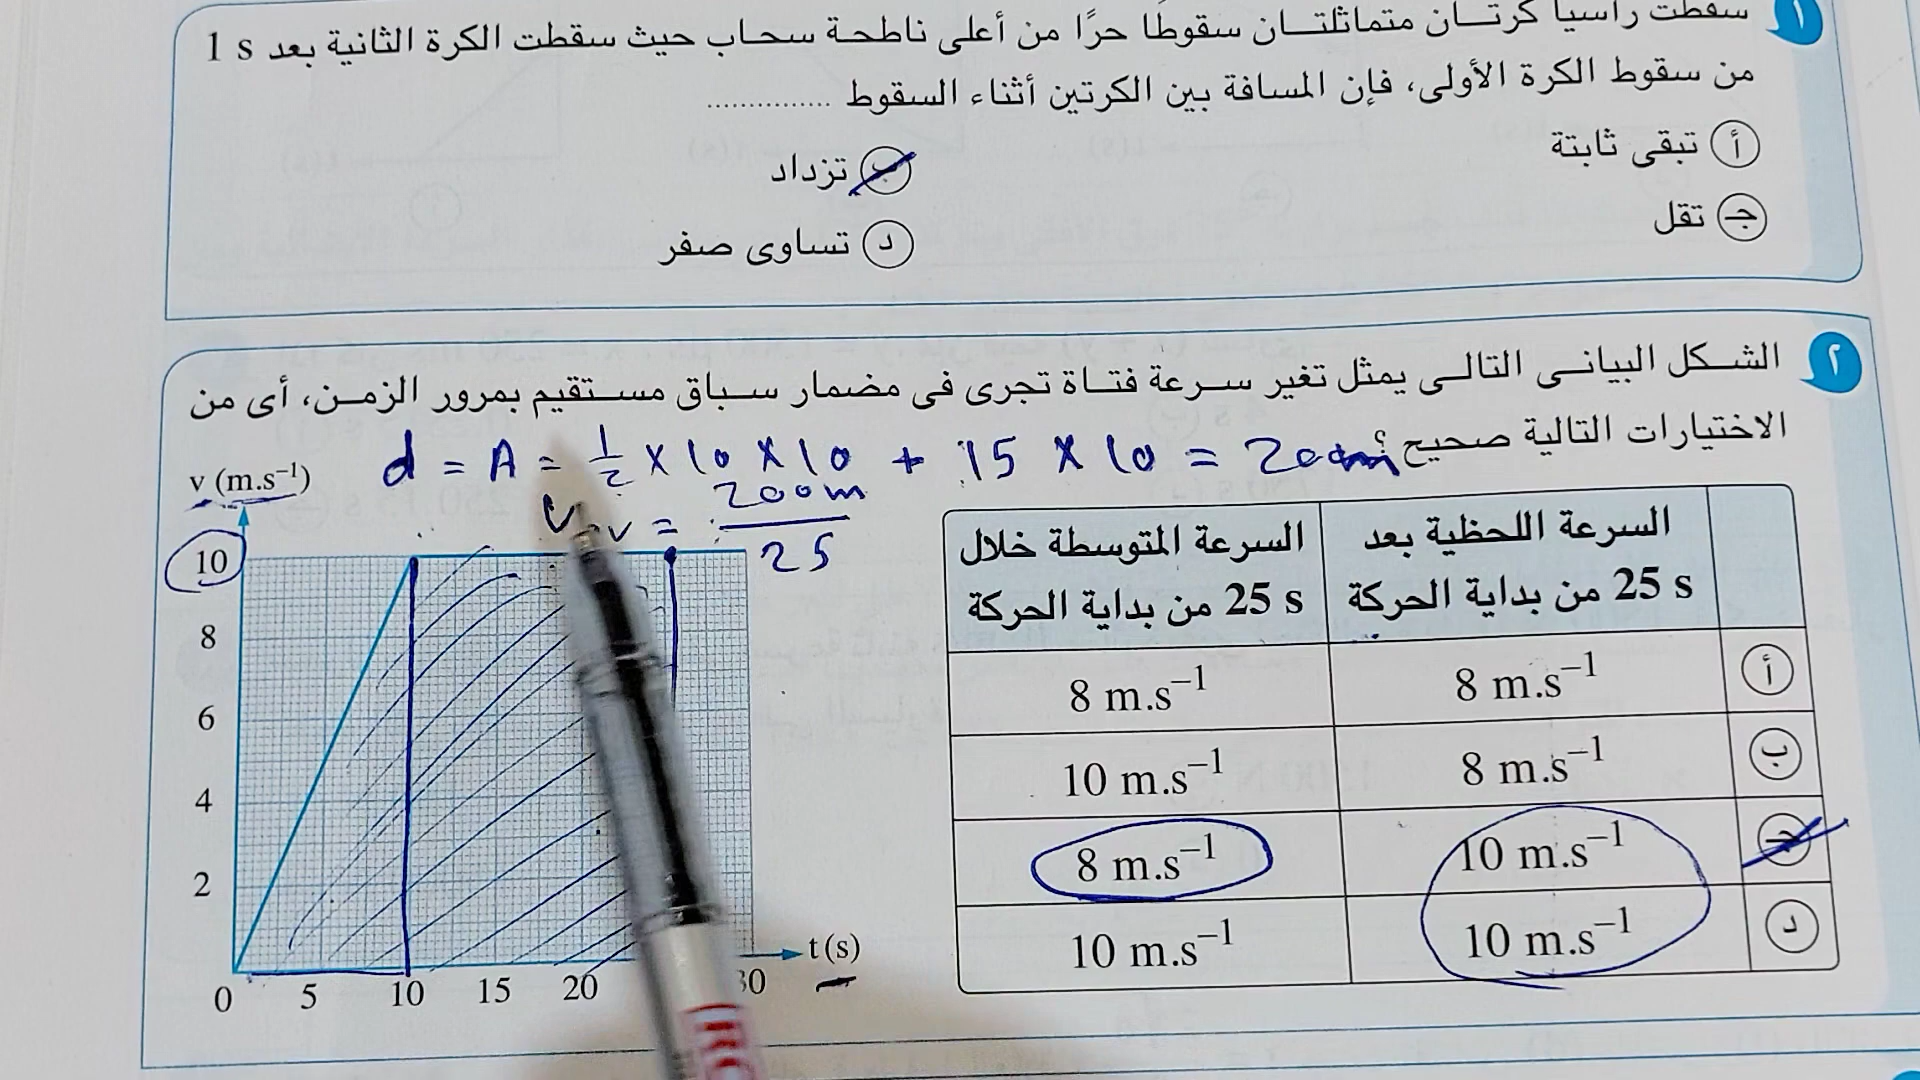 ١ سقطت رأسيًا كرتان متماثلتان سقوطًا حرًا من أعلى ناطحة سحاب حيث سقطت الكرة الثانية بعد 1 s
من سقوط الكرة الأولى، فإن المسافة بين الكرتين أثناء السقوط ...............
أ تبقى ثابتة
ب تزداد
جـ تقل
د تساوى صفر
٢ الشكل البيانى التالى يمثل تغير سرعة فتاة تجرى فى مضمار سباق مستقيم بمرور الزمن، أى من
الاختيارات التالية صحيح ؟
d = A = 1/2 × 10 × 10 + 15 × 10 = 200m
v (m.s⁻¹)
200m
=
25
10
8
6
4
2
0 5 10 15 20 30
t (s)
السرعة اللحظية بعد 25 s من بداية الحركة
السرعة المتوسطة خلال 25 s من بداية الحركة
أ 8 m.s⁻¹ 8 m.s⁻¹
ب 8 m.s⁻¹ 10 m.s⁻¹
جـ 10 m.s⁻¹ 8 m.s⁻¹
د 10 m.s⁻¹ 10 m.s⁻¹